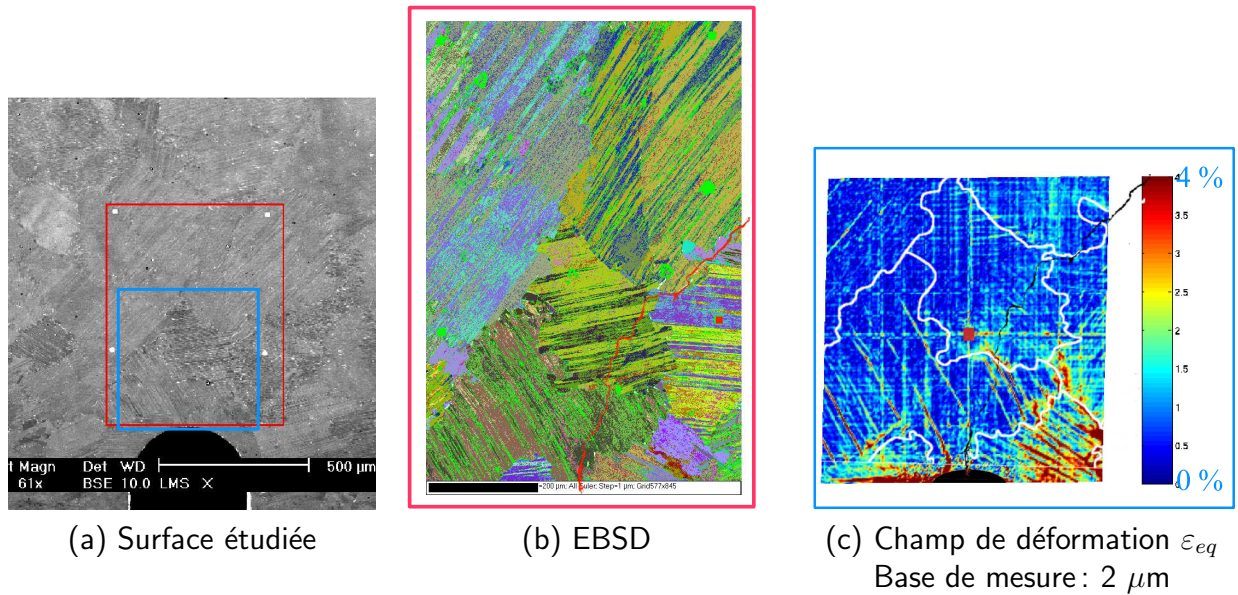 t Magn Det WD 500 µm
61x BSE 10.0 LMS X
(a) Surface étudiée
=200 µm; All Euler; Step=1 µm; Grid577x845
(b) EBSD
4 %
3.5
3
2.5
2
1.5
1
0.5
0 %
(c) Champ de déformation εeq
Base de mesure : 2 μm